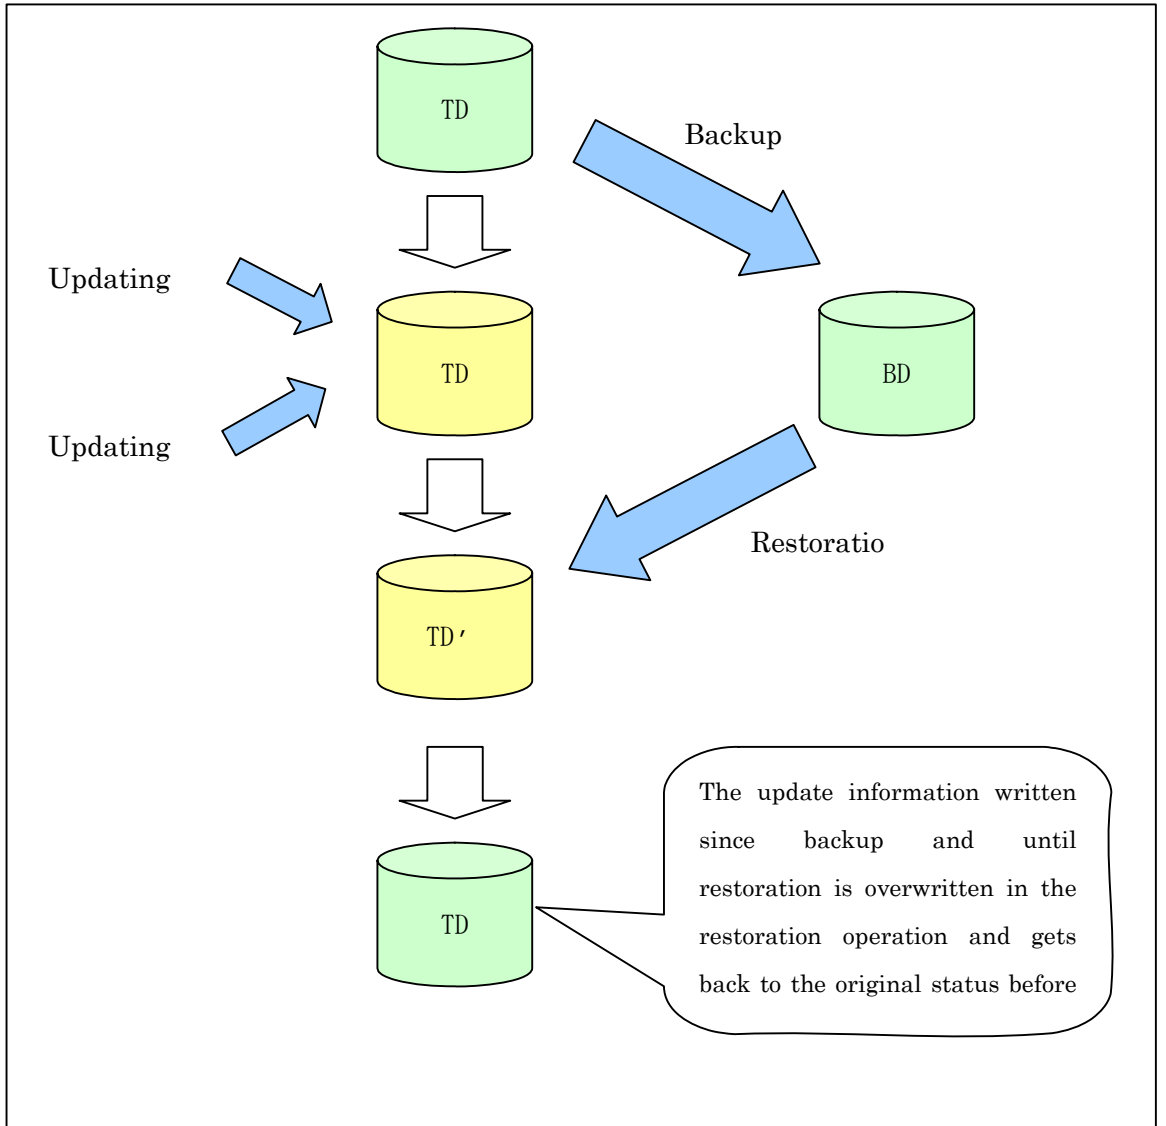 TD
Backup
Updating
TD
BD
Updating
Restoratio
TD'
The update information written
since backup and until
restoration is overwritten in the
restoration operation and gets
back to the original status before
TD